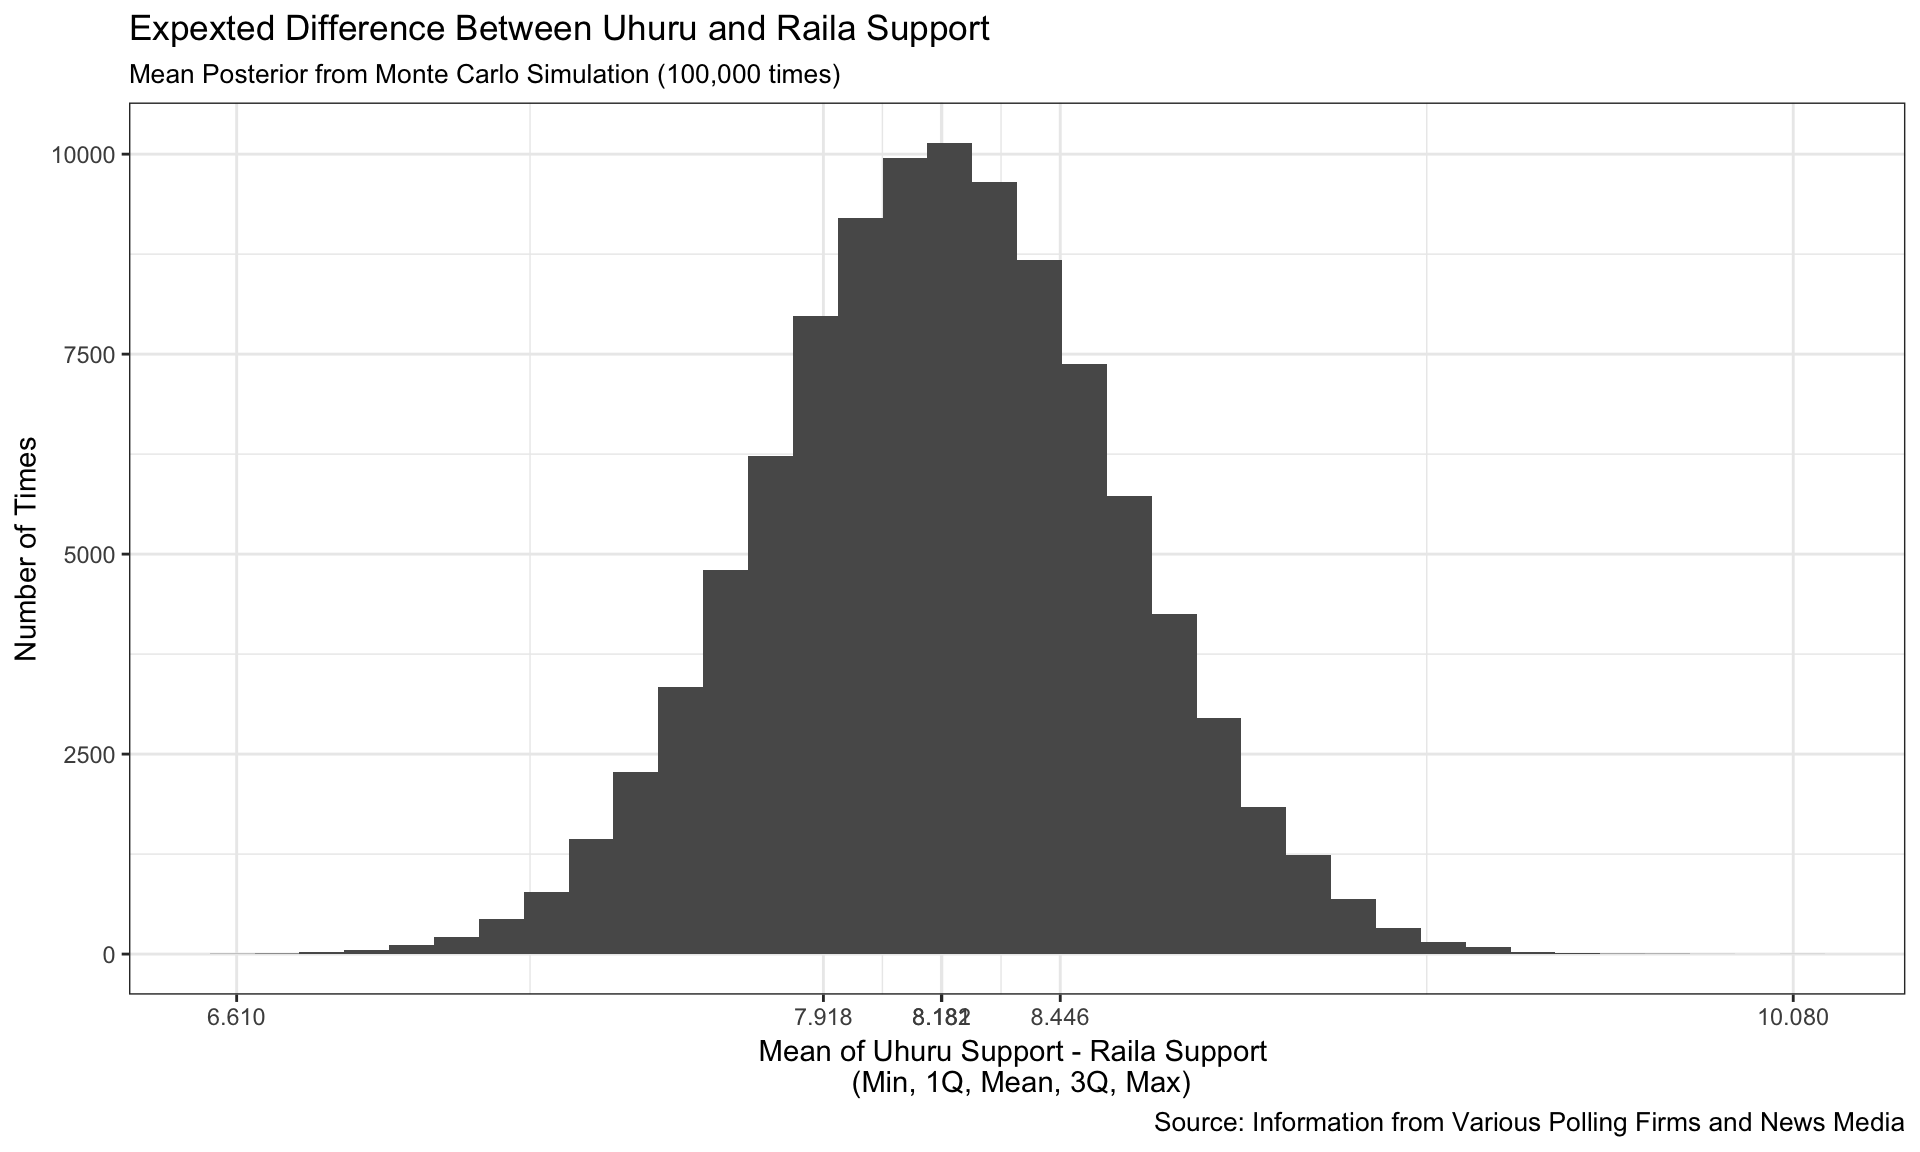 Expexted Difference Between Uhuru and Raila Support
Mean Posterior from Monte Carlo Simulation (100,000 times)
10000
7500
5000
2500
0
Number of Times
6.610 7.918 8.446 10.080
Mean of Uhuru Support - Raila Support
(Min, 1Q, Mean, 3Q, Max)
Source: Information from Various Polling Firms and News Media